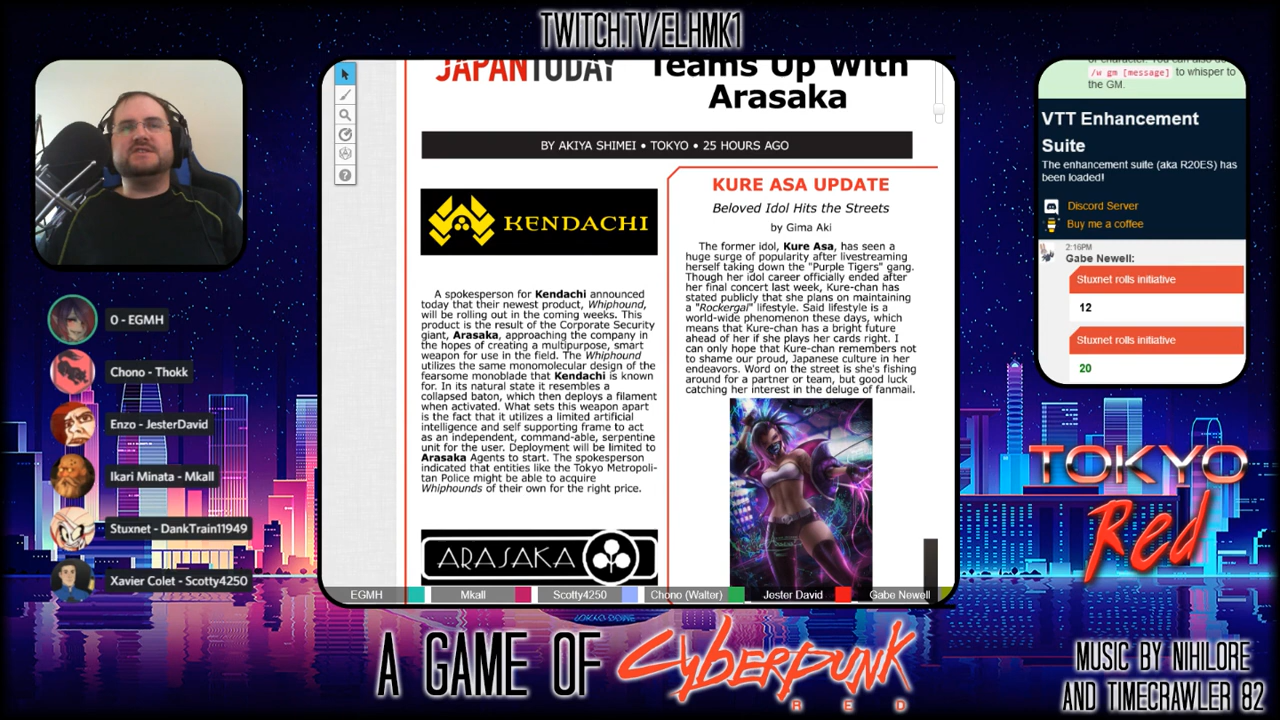 TWITCH.TV/ELHMK1
JAPANTODAY
Teams Up With
Arasaka
BY AKIYA SHIMEI • TOKYO • 25 HOURS AGO
KENDACHI
A spokesperson for Kendachi announced
today that their newest product, Whiphound,
will be rolling out in the coming weeks. This
product is the result of the Corporate Security
giant, Arasaka, approaching the company in
the hopes of creating a multipurpose, smart
weapon for use in the field. The Whiphound
utilizes the same monomolecular design of the
fearsome monoblade that Kendachi is known
for. In its natural state it resembles a
collapsed baton, which then deploys a filament
when activated. What sets this weapon apart
is the fact that it utilizes a limited artificial
intelligence and self supporting frame to act
as an independent, command-able, serpentine
unit for the user. Deployment will be limited to
Arasaka Agents to start. The spokesperson
indicated that entities like the Tokyo Metropoli-
tan Police might be able to acquire
Whiphounds of their own for the right price.
ARASAKA
KURE ASA UPDATE
Beloved Idol Hits the Streets
by Gima Aki
The former idol, Kure Asa, has seen a
huge surge of popularity after livestreaming
herself taking down the "Purple Tigers" gang.
Though her idol career officially ended after
her final concert last week, Kure-chan has
stated publicly that she plans on maintaining
a "Rockergal" lifestyle. Said lifestyle is a
world-wide phenomenon these days, which
means that Kure-chan has a bright future
ahead of her if she plays her cards right. I
can only hope that Kure-chan remembers not
to shame our proud, Japanese culture in her
endeavors. Word on the street is she's fishing
around for a partner or team, but good luck
catching her interest in the deluge of fanmail.
/w gm [message] to whisper to
the GM.
VTT Enhancement
Suite
The enhancement suite (aka R20ES) has
been loaded!
Discord Server
Buy me a coffee
2:16PM
Gabe Newell:
Stuxnet rolls initiative
12
Stuxnet rolls initiative
20
0 - EGMH
Chono - Thokk
Enzo - JesterDavid
Ikari Minata - Mkall
Stuxnet - DankTrain11949
Xavier Colet - Scotty4250
EGMH
Mkall
Scotty4250
Chono (Walter)
Jester David
Gabe Newell
TOKYO
Red
A GAME OF Cyberpunk
RED
MUSIC BY NIHILORE
AND TIMECRAWLER 82